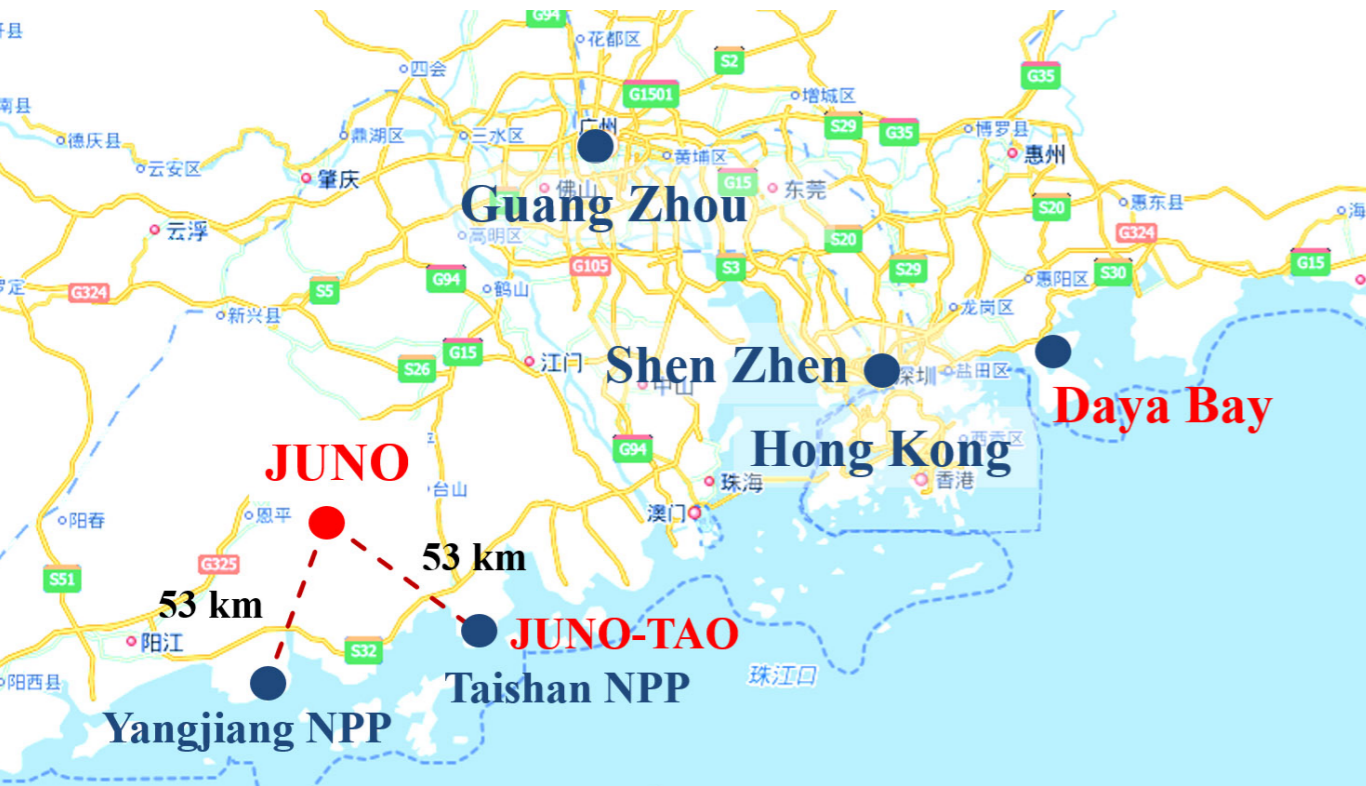 G94
花都区
S2
G35
四会
G1501
增城区
南县
广州
S29
G35
博罗县
德庆县
鼎湖区
三水区
黄埔区
惠州
云安区
肇庆
佛山
G15
东莞
S20
惠东县
Guang Zhou
云浮
高明区
S20
G324
G105
S3
S29
惠阳区
S30
G15
罗定
G324
S5
G94
鹤山
龙岗区
新兴县
G15
江门
S26
Shen Zhen
深圳
盐田区
中山
Daya Bay
JUNO
G94
Hong Kong
西贡区
台山
珠海
香港
阳春
恩平
澳门
G325
53 km
S51
53 km
阳江
S32
JUNO-TAO
阳西县
Taishan NPP
珠江口
Yangjiang NPP